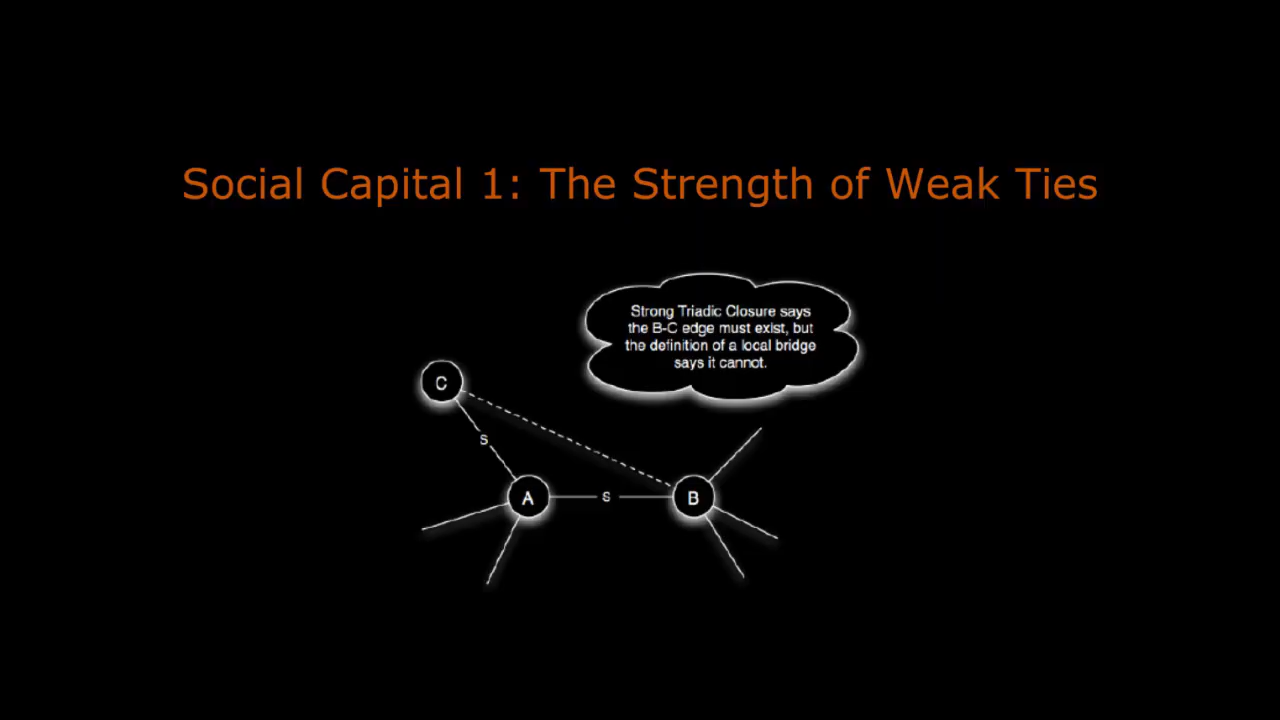 Social Capital 1: The Strength of Weak Ties
Strong Triadic Closure says
the B-C edge must exist, but
the definition of a local bridge
says it cannot.
C
S
A
S
B